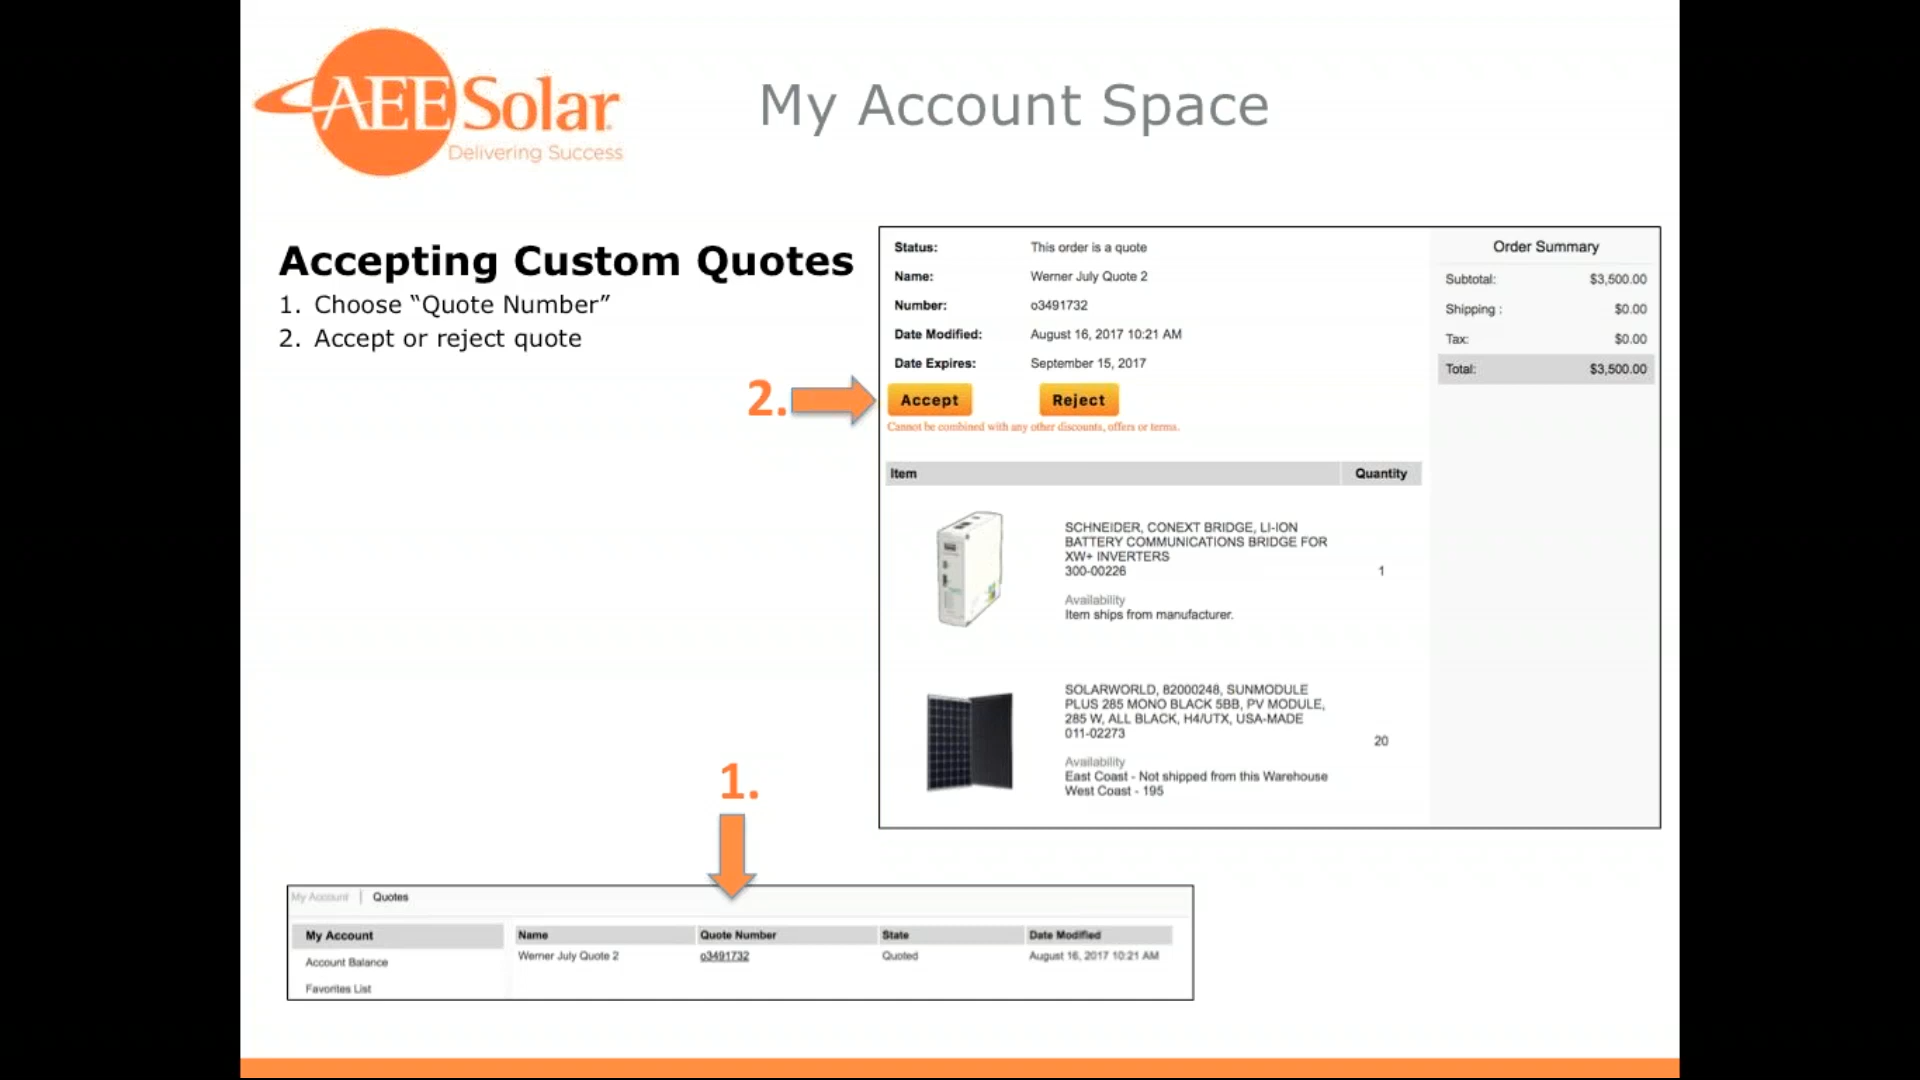 AEE Solar
Delivering Success
My Account Space
Accepting Custom Quotes
1. Choose “Quote Number”
2. Accept or reject quote
Status: This order is a quote
Name: Werner July Quote 2
Number: o3491732
Date Modified: August 16, 2017 10:21 AM
Date Expires: September 15, 2017
2.
Accept Reject
Cannot be combined with any other discounts, offers or terms.
Order Summary
Subtotal: $3,500.00
Shipping : $0.00
Tax: $0.00
Total: $3,500.00
Item Quantity
SCHNEIDER, CONEXT BRIDGE, LI-ION
BATTERY COMMUNICATIONS BRIDGE FOR
XW+ INVERTERS
300-00226
1
Availability
Item ships from manufacturer.
SOLARWORLD, 82000248, SUNMODULE
PLUS 285 MONO BLACK 5BB, PV MODULE,
285 W, ALL BLACK, H4/UTX, USA-MADE
011-02273
20
Availability
East Coast - Not shipped from this Warehouse
West Coast - 195
1.
My Account | Quotes
My Account
Account Balance
Favorites List
Name Quote Number State Date Modified
Werner July Quote 2 o3491732 Quoted August 16, 2017 10:21 AM